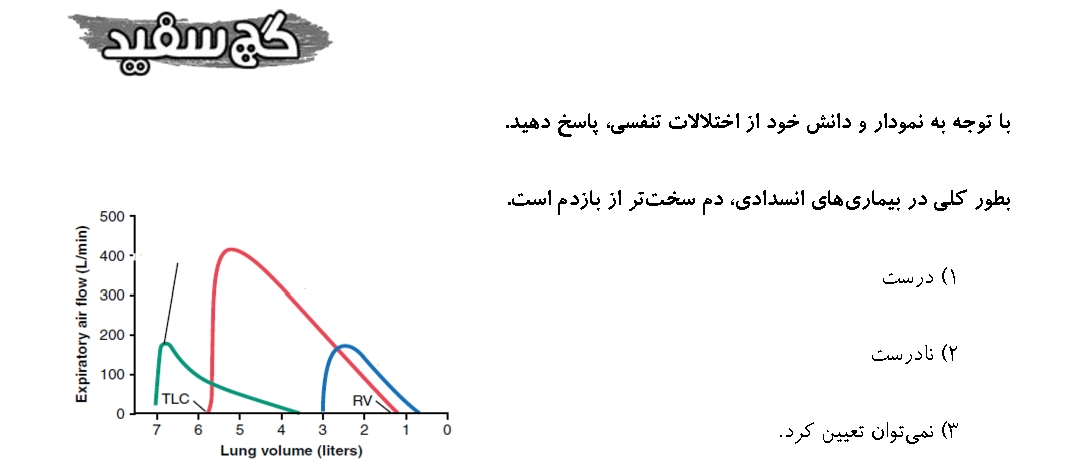 گچ سفید
با توجه به نمودار و دانش خود از اختلالات تنفسی، پاسخ دهید.
بطور کلی در بیماری‌های انسدادی، دم سخت‌تر از بازدم است.
۱) درست
۲) نادرست
۳) نمی‌توان تعیین کرد.
Expiratory air flow (L/min)
500
400
300
200
100
0
TLC
RV
7 6 5 4 3 2 1 0
Lung volume (liters)